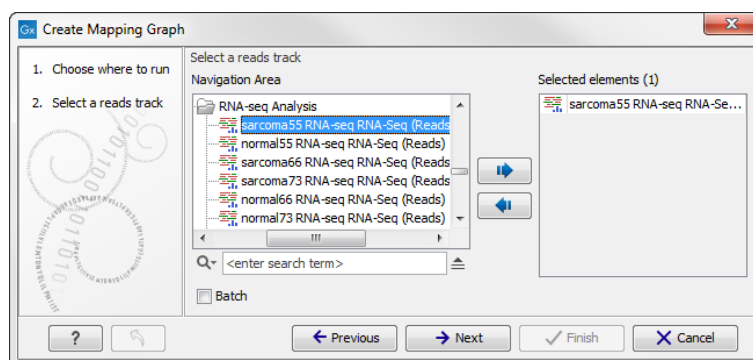 Gx Create Mapping Graph
1. Choose where to run
2. Select a reads track
Select a reads track
Navigation Area
RNA-seq Analysis
sarcoma55 RNA-seq RNA-Seq (Reads
normal55 RNA-seq RNA-Seq (Reads)
sarcoma66 RNA-seq RNA-Seq (Reads
sarcoma73 RNA-seq RNA-Seq (Reads
normal66 RNA-seq RNA-Seq (Reads)
normal73 RNA-seq RNA-Seq (Reads)
<enter search term>
Batch
Selected elements (1)
sarcoma55 RNA-seq RNA-Se...
? Previous Next Finish Cancel